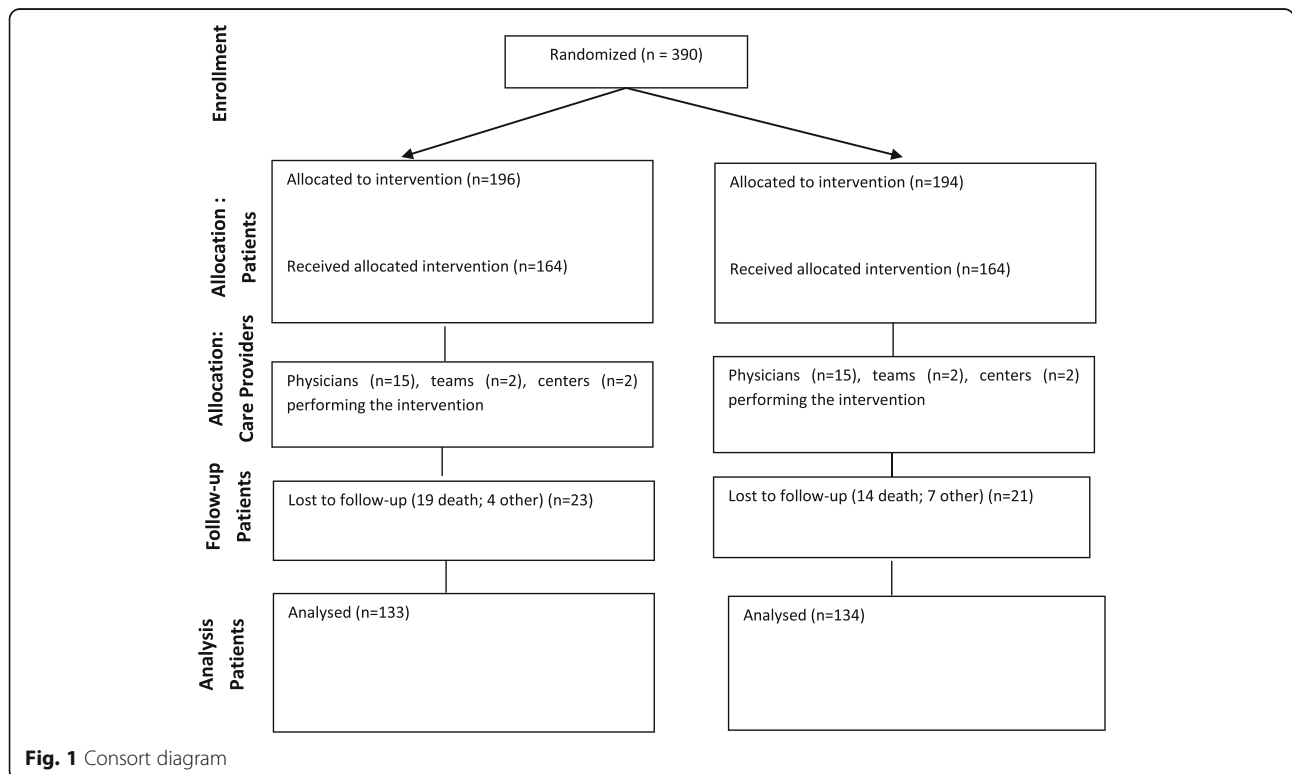 Enrollment
Randomized (n = 390)
Allocation :
Patients
Allocated to intervention (n=196)
Received allocated intervention (n=164)
Allocated to intervention (n=194)
Received allocated intervention (n=164)
Allocation:
Care Providers
Physicians (n=15), teams (n=2), centers (n=2)
performing the intervention
Physicians (n=15), teams (n=2), centers (n=2)
performing the intervention
Follow-up
Patients
Lost to follow-up (19 death; 4 other) (n=23)
Lost to follow-up (14 death; 7 other) (n=21)
Analysis
Patients
Analysed (n=133)
Analysed (n=134)
Fig. 1 Consort diagram